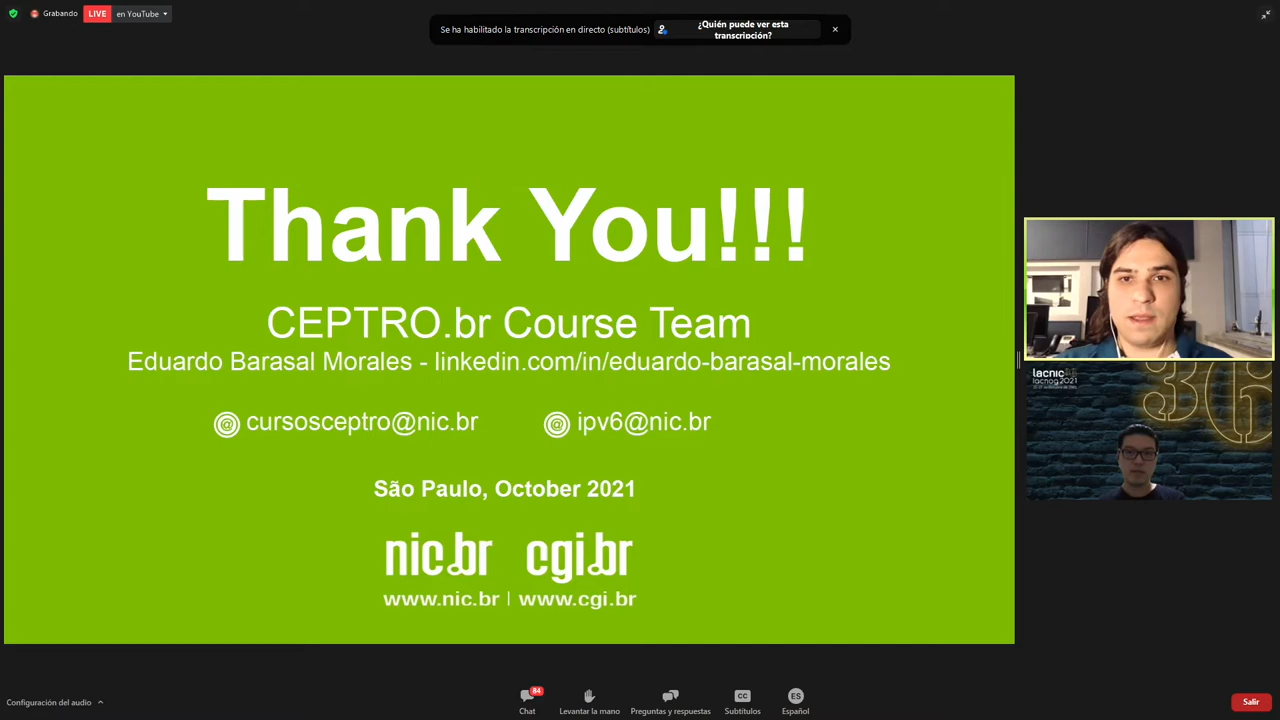 Grabando
LIVE
en YouTube
Se ha habilitado la transcripción en directo (subtítulos)
¿Quién puede ver esta
transcripción?
Thank You!!!
CEPTRO.br Course Team
Eduardo Barasal Morales - linkedin.com/in/eduardo-barasal-morales
@ cursosceptro@nic.br
@ ipv6@nic.br
São Paulo, October 2021
nic.br cgi.br
www.nic.br | www.cgi.br
lacnic 36
lacnog 2021
36
Configuración del audio
84
Chat
Levantar la mano
Preguntas y respuestas
CC
Subtítulos
ES
Español
Salir